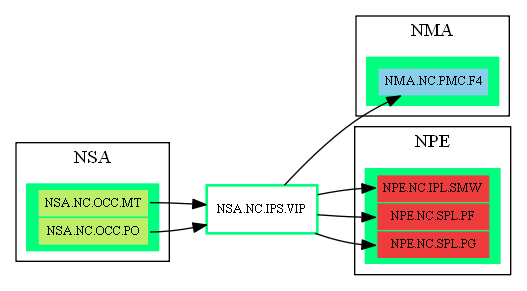 NMA
NMA.NC.PMC.F4
NSA
NSA.NC.OCC.MT
NSA.NC.OCC.PO
NSA.NC.IPS.VIP
NPE
NPE.NC.IPL.SMW
NPE.NC.SPL.PF
NPE.NC.SPL.PG